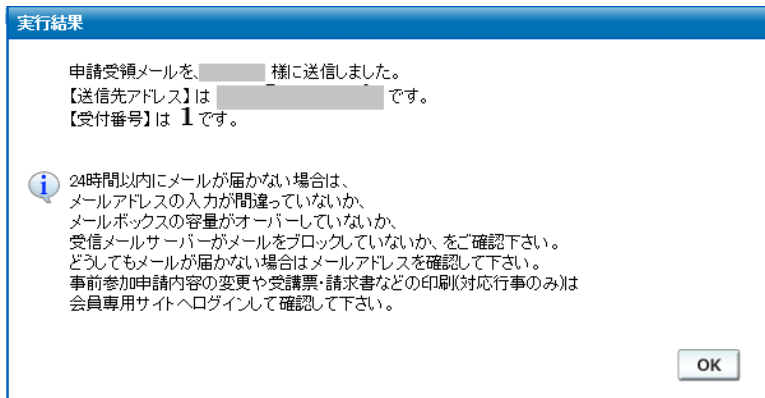 実行結果
申請受領メールを、 様に送信しました。
【送信先アドレス】は です。
【受付番号】は 1です。
24時間以内にメールが届かない場合は、
メールアドレスの入力が間違っていないか、
メールボックスの容量がオーバーしていないか、
受信メールサーバーがメールをブロックしていないか、をご確認下さい。
どうしてもメールが届かない場合はメールアドレスを確認して下さい。
事前参加申請内容の変更や受講票・請求書などの印刷(対応行事のみ)は
会員専用サイトへログインして確認して下さい。
OK